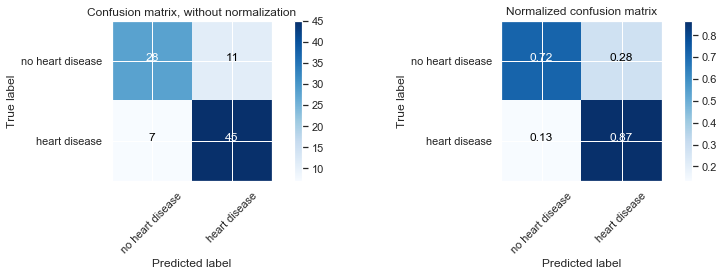 Confusion matrix, without normalization
True label
no heart disease
heart disease
28
11
7
45
45
40
35
30
25
20
15
10
no heart disease
heart disease
Predicted label
Normalized confusion matrix
True label
no heart disease
heart disease
0.72
0.28
0.13
0.87
0.8
0.7
0.6
0.5
0.4
0.3
0.2
no heart disease
heart disease
Predicted label